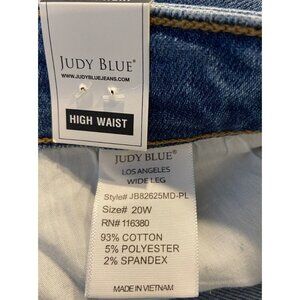 JUDY BLUE®
WWW.JUDYBLUEJEANS.COM
HIGH WAIST
JUDY BLUE®
LOS ANGELES
WIDE LEG
Style# JB82625MD-PL
Size# 20W
RN# 116380
93% COTTON
5% POLYESTER
2% SPANDEX
MADE IN VIETNAM